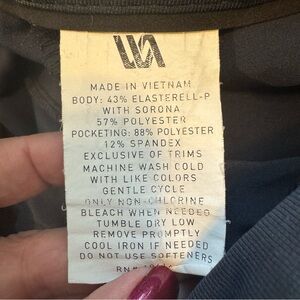 MADE IN VIETNAM
BODY: 43% ELASTERELL-P
WITH SORONA
57% POLYESTER
POCKETING: 88% POLYESTER
12% SPANDEX
EXCLUSIVE OF TRIMS
MACHINE WASH COLD
WITH LIKE COLORS
GENTLE CYCLE
ONLY NON-CHLORINE
BLEACH WHEN NEEDED
TUMBLE DRY LOW
REMOVE PROMPTLY
COOL IRON IF NEEDED
DO NOT USE SOFTENERS
RN#